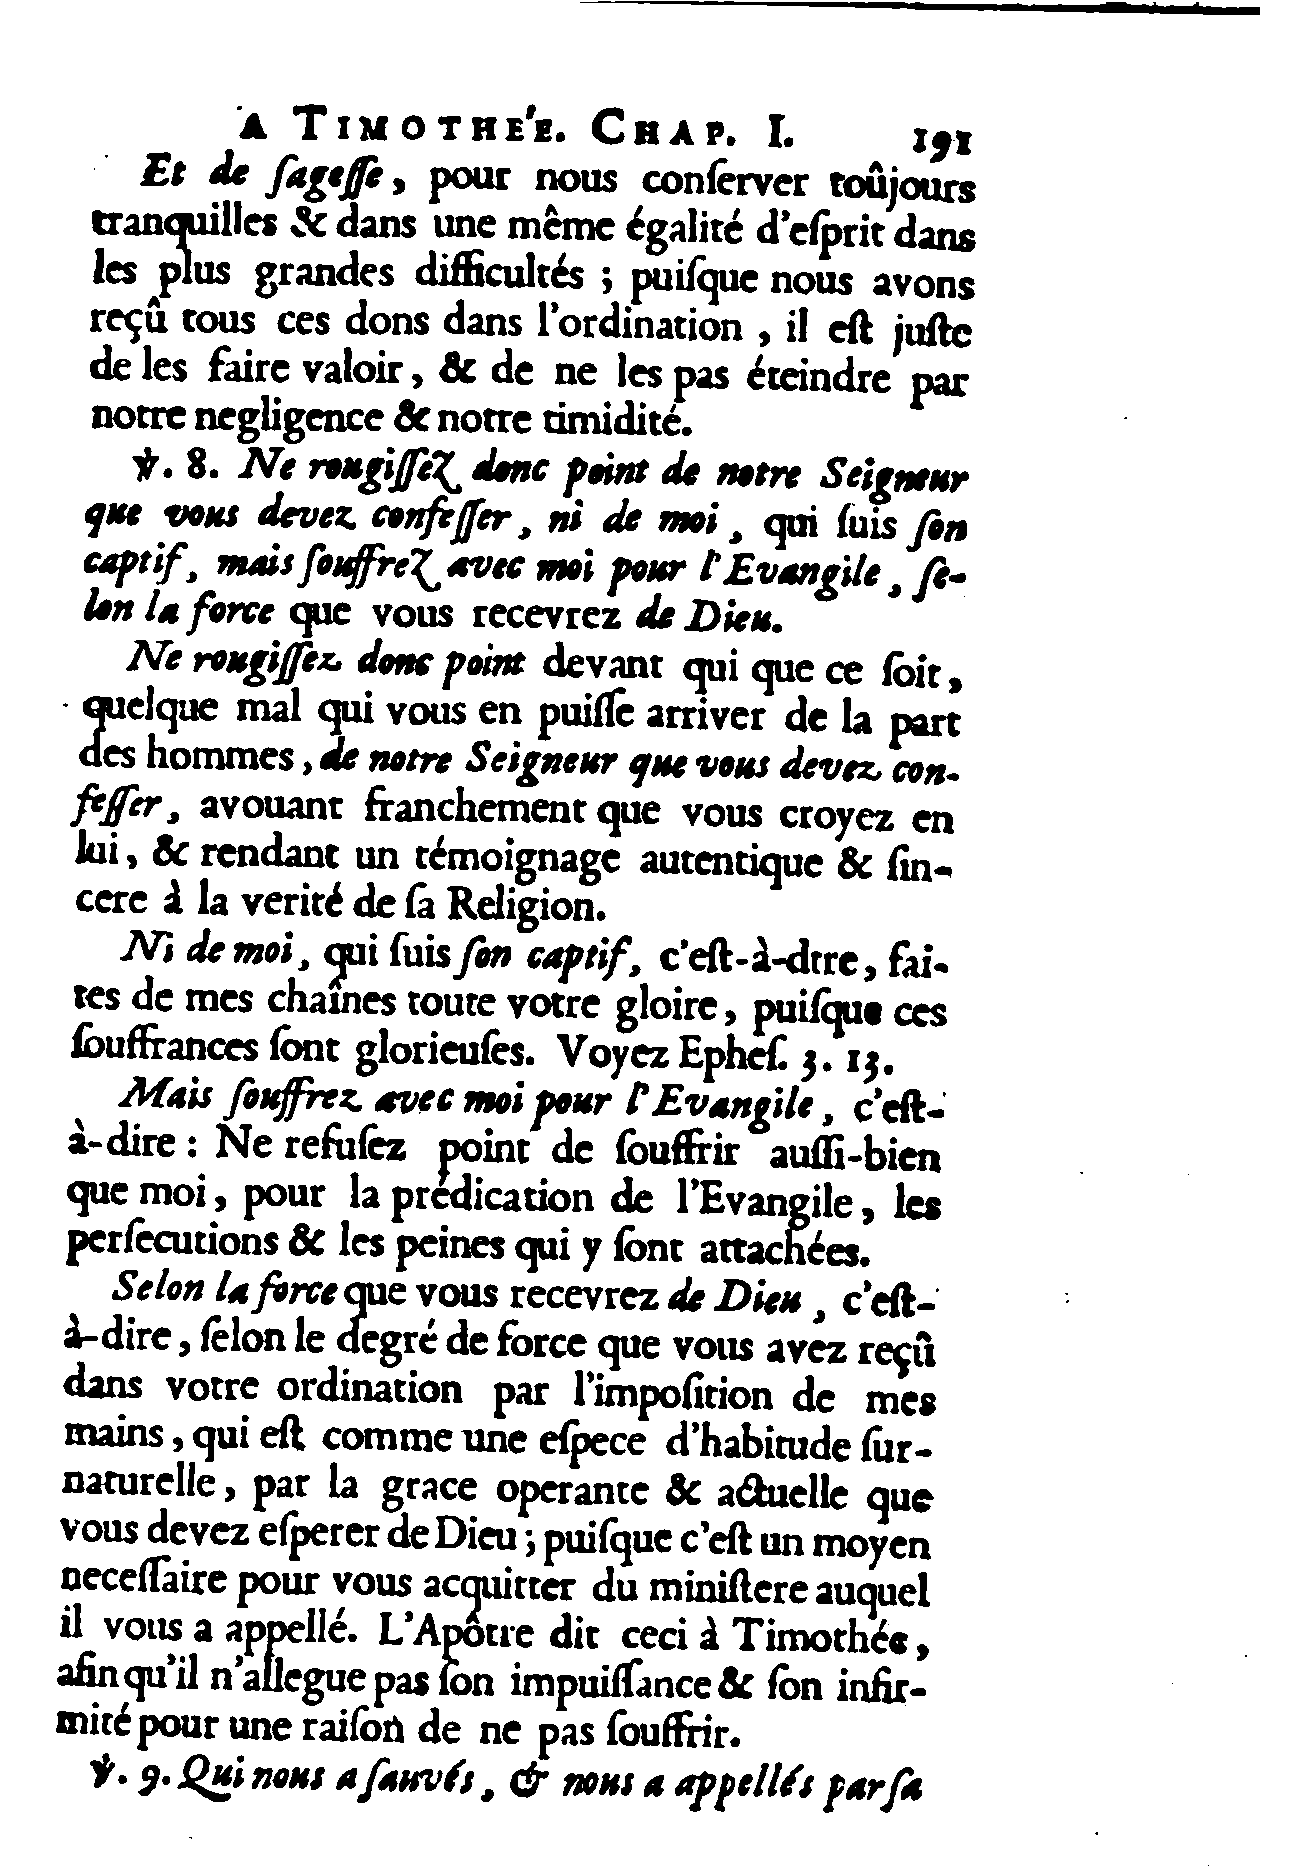 A TIMOTHE'E. CHAP. I. 191
Et de ſageſſe, pour nous conſerver toûjours
tranquilles & dans une même égalité d'eſprit dans
les plus grandes difficultés ; puiſque nous avons
reçû tous ces dons dans l'ordination, il eſt juſte
de les faire valoir, & de ne les pas éteindre par
notre negligence & notre timidité.
℣. 8. Ne rougiſſez donc point de notre Seigneur
que vous devez confeſſer, ni de moi, qui ſuis ſon
captif, mais ſouffrez avec moi pour l'Evangile, ſe-
lon la force que vous recevrez de Dieu.
Ne rougiſſez donc point devant qui que ce ſoit,
quelque mal qui vous en puiſſe arriver de la part
des hommes, de notre Seigneur que vous devez con-
feſſer, avouant franchement que vous croyez en
lui, & rendant un témoignage autentique & ſin-
cere à la verité de ſa Religion.
Ni de moi, qui ſuis ſon captif, c'eſt-à-dtre, fai-
tes de mes chaînes toute votre gloire, puiſque ces
ſouffrances ſont glorieuſes. Voyez Epheſ. 3. 13.
Mais ſouffrez avec moi pour l'Evangile, c'eſt-
à-dire : Ne refuſez point de ſouffrir auſſi-bien
que moi, pour la prédication de l'Evangile, les
perſecutions & les peines qui y ſont attachées.
Selon la force que vous recevrez de Dieu, c'eſt-
à-dire, ſelon le degré de force que vous avez reçû
dans votre ordination par l'impoſition de mes
mains, qui eſt comme une eſpece d'habitude ſur-
naturelle, par la grace operante & actuelle que
vous devez eſperer de Dieu ; puiſque c'eſt un moyen
neceſſaire pour vous acquitter du miniſtere auquel
il vous a appellé. L'Apôtre dit ceci à Timothée,
afin qu'il n'allegue pas ſon impuiſſance & ſon infir-
mité pour une raiſon de ne pas ſouffrir.
℣. 9. Qui nous a ſauvés, & nous a appellés par ſa